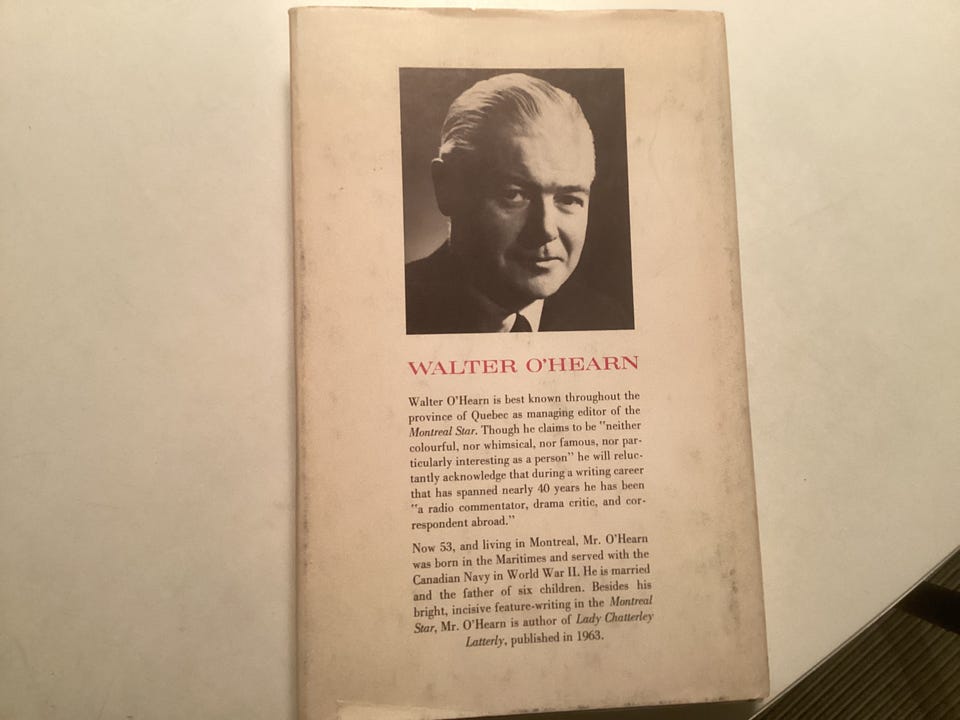 WALTER O'HEARN
Walter O'Hearn is best known throughout the
province of Quebec as managing editor of the
Montreal Star. Though he claims to be "neither
colourful, nor whimsical, nor famous, nor par-
ticularly interesting as a person" he will reluc-
tantly acknowledge that during a writing career
that has spanned nearly 40 years he has been
"a radio commentator, drama critic, and cor-
respondent abroad."
Now 53, and living in Montreal, Mr. O'Hearn
was born in the Maritimes and served with the
Canadian Navy in World War II. He is married
and the father of six children. Besides his
bright, incisive feature-writing in the Montreal
Star, Mr. O'Hearn is author of Lady Chatterley
Latterly, published in 1963.